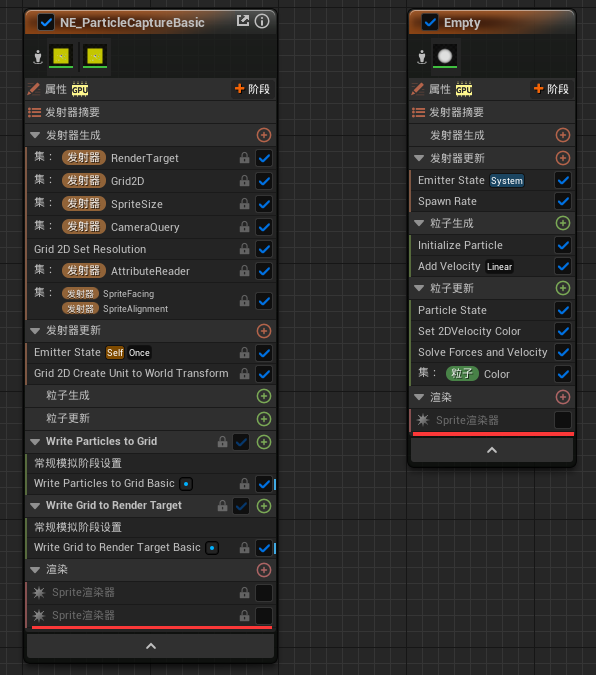 NE_ParticleCaptureBasic
属性 GPU
阶段
发射器摘要
发射器生成
集： 发射器 RenderTarget
集： 发射器 Grid2D
集： 发射器 SpriteSize
集： 发射器 CameraQuery
Grid 2D Set Resolution
集： 发射器 AttributeReader
集： 发射器 SpriteFacing
发射器 SpriteAlignment
发射器更新
Emitter State Self Once
Grid 2D Create Unit to World Transform
粒子生成
粒子更新
Write Particles to Grid
常规模拟阶段设置
Write Particles to Grid Basic
Write Grid to Render Target
常规模拟阶段设置
Write Grid to Render Target Basic
渲染
Sprite渲染器
Sprite渲染器
Empty
属性 GPU
阶段
发射器摘要
发射器生成
发射器更新
Emitter State System
Spawn Rate
粒子生成
Initialize Particle
Add Velocity Linear
粒子更新
Particle State
Set 2DVelocity Color
Solve Forces and Velocity
集： 粒子 Color
渲染
Sprite渲染器